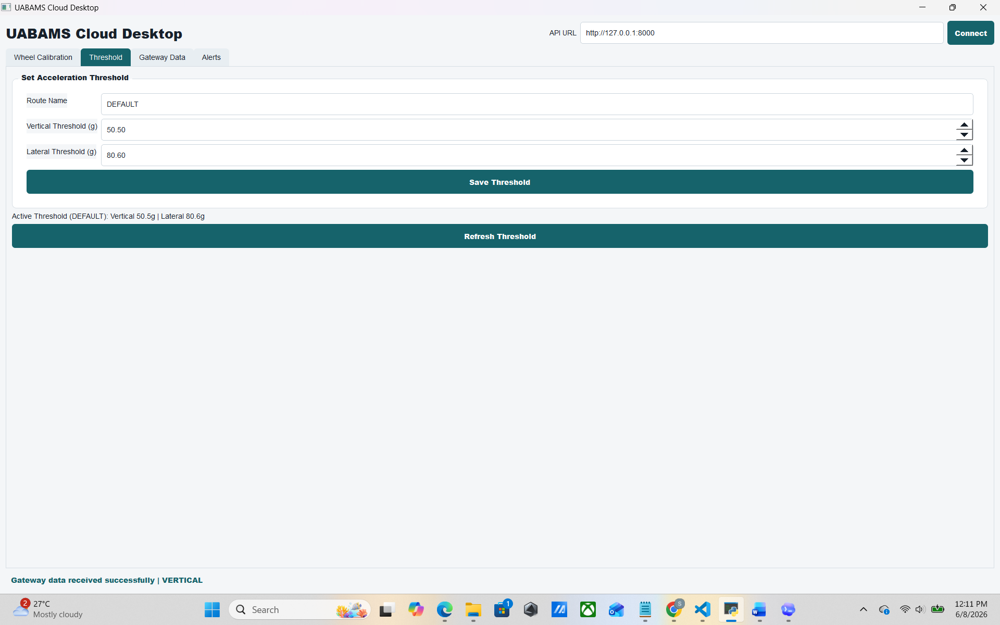 UABAMS Cloud Desktop
UABAMS Cloud Desktop
API URL
http://127.0.0.1:8000
Connect
Wheel Calibration
Threshold
Gateway Data
Alerts
Set Acceleration Threshold
Route Name
DEFAULT
Vertical Threshold (g)
50.50
Lateral Threshold (g)
80.60
Save Threshold
Active Threshold (DEFAULT): Vertical 50.5g | Lateral 80.6g
Refresh Threshold
Gateway data received successfully | VERTICAL
2
27°C
Mostly cloudy
Search
1
S
12:11 PM
6/8/2026